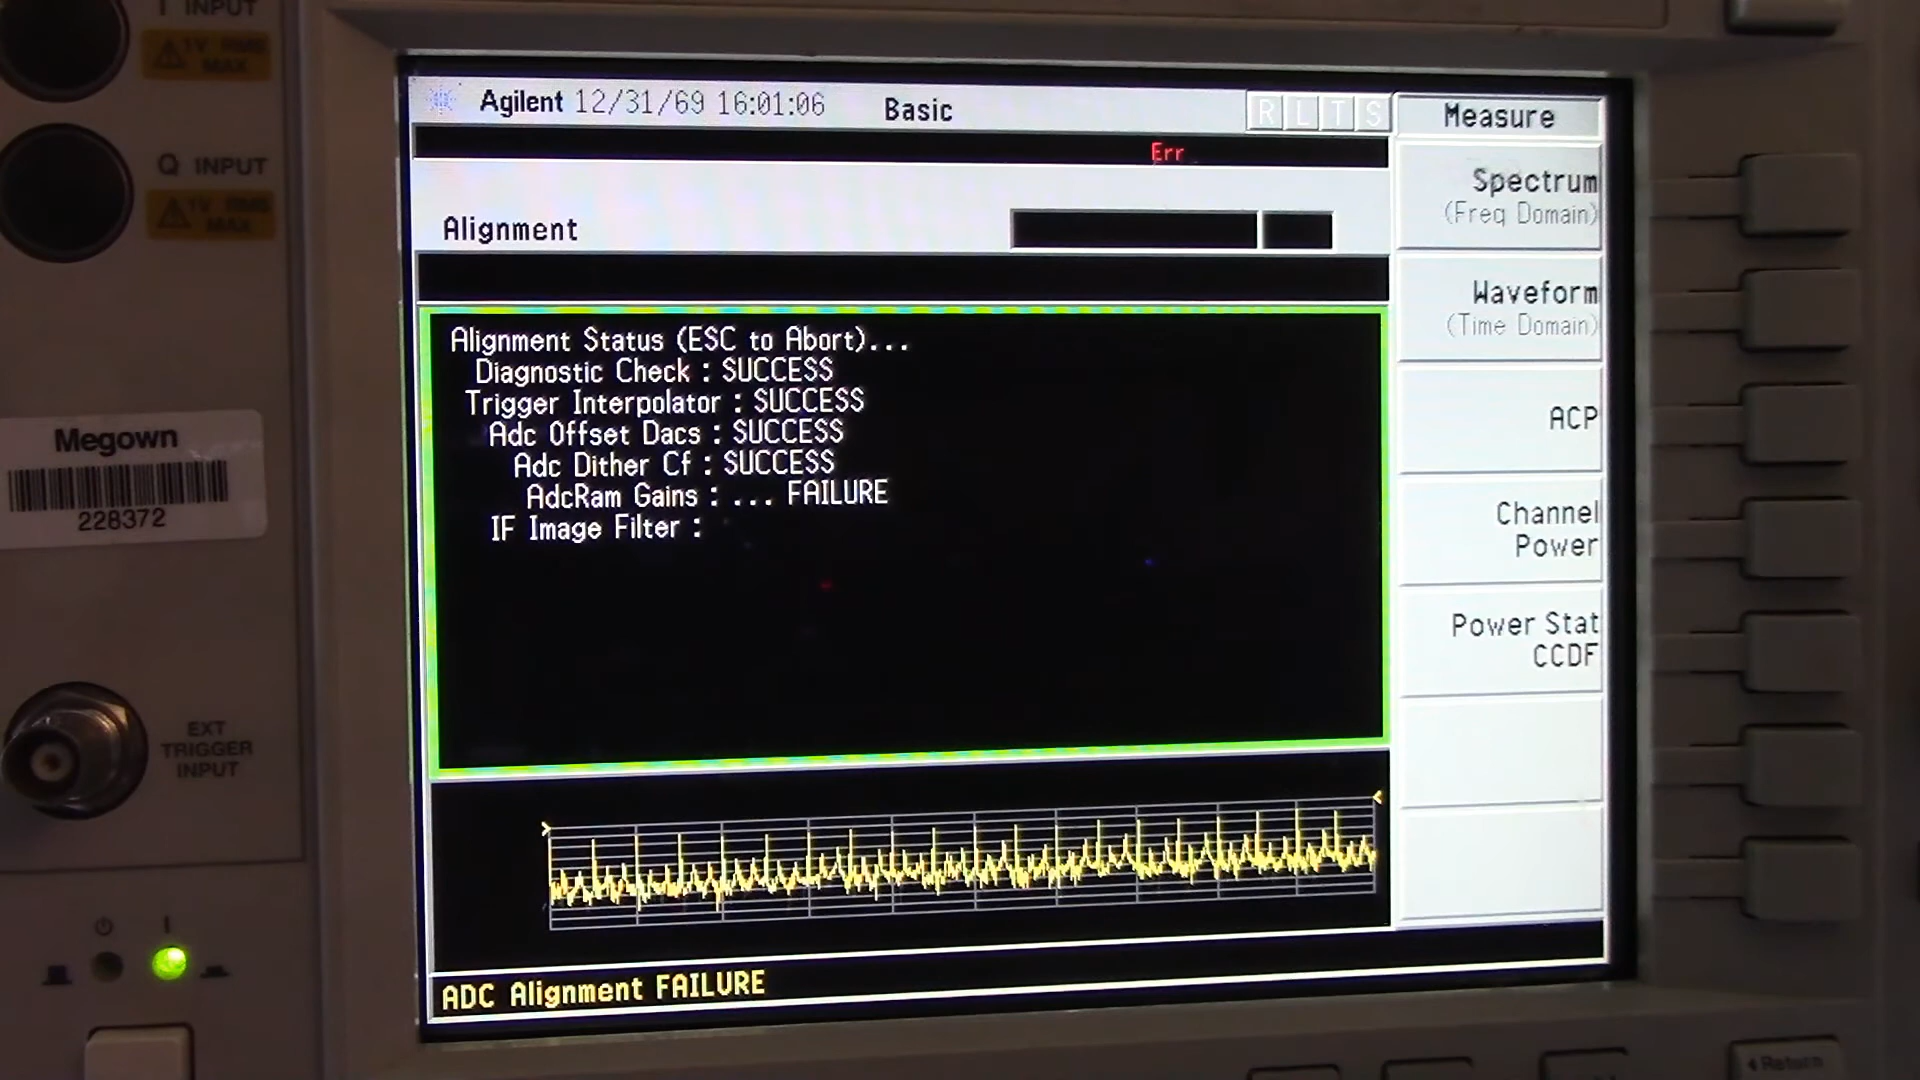 I INPUT
1V RMS
MAX
Q INPUT
1V RMS
MAX
Megown
228372
EXT
TRIGGER
INPUT
Agilent 12/31/69 16:01:06 Basic
R L T S
Err
Alignment
Alignment Status (ESC to Abort)...
Diagnostic Check : SUCCESS
Trigger Interpolator : SUCCESS
Adc Offset Dacs : SUCCESS
Adc Dither Cf : SUCCESS
AdcRam Gains : ... FAILURE
IF Image Filter :
ADC Alignment FAILURE
Measure
Spectrum
(Freq Domain)
Waveform
(Time Domain)
ACP
Channel
Power
Power Stat
CCDF
Return